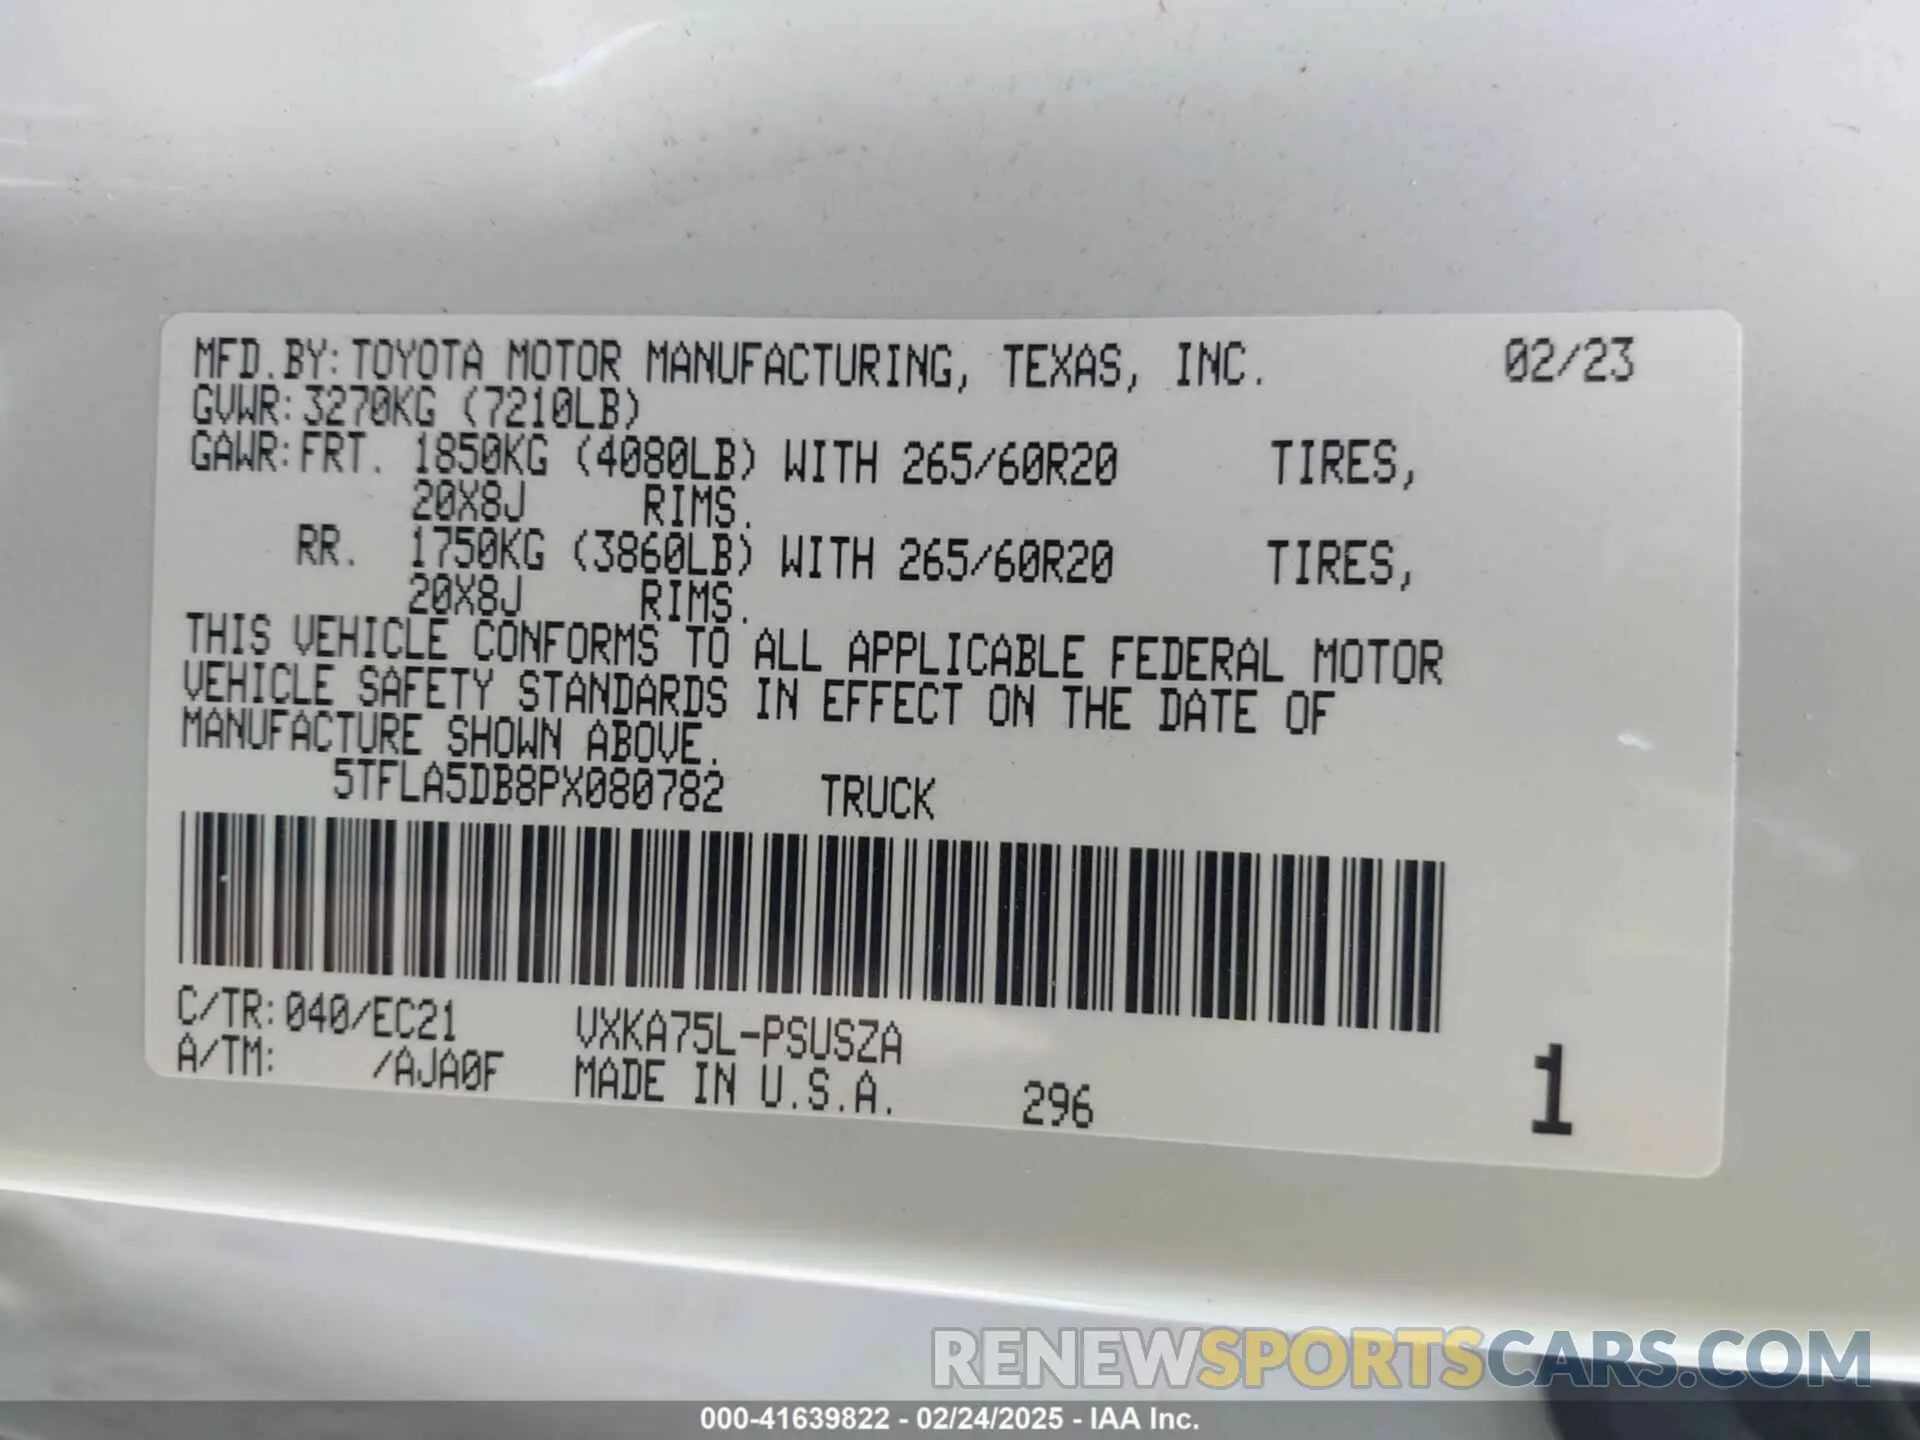 MFD.BY:TOYOTA MOTOR MANUFACTURING, TEXAS, INC. 02/23
GVWR:3270KG (7210LB)
GAWR:FRT. 1850KG (4080LB) WITH 265/60R20 TIRES,
20X8J RIMS.
RR. 1750KG (3860LB) WITH 265/60R20 TIRES,
20X8J RIMS.
THIS VEHICLE CONFORMS TO ALL APPLICABLE FEDERAL MOTOR
VEHICLE SAFETY STANDARDS IN EFFECT ON THE DATE OF
MANUFACTURE SHOWN ABOVE.
5TFLA5DB8PX080782 TRUCK
C/TR:040/EC21 VXKA75L-PSUSZA
A/TM: /AJA0F MADE IN U.S.A. 296 1
RENEWSPORTSCARS.COM
000-41639822 - 02/24/2025 - IAA Inc.